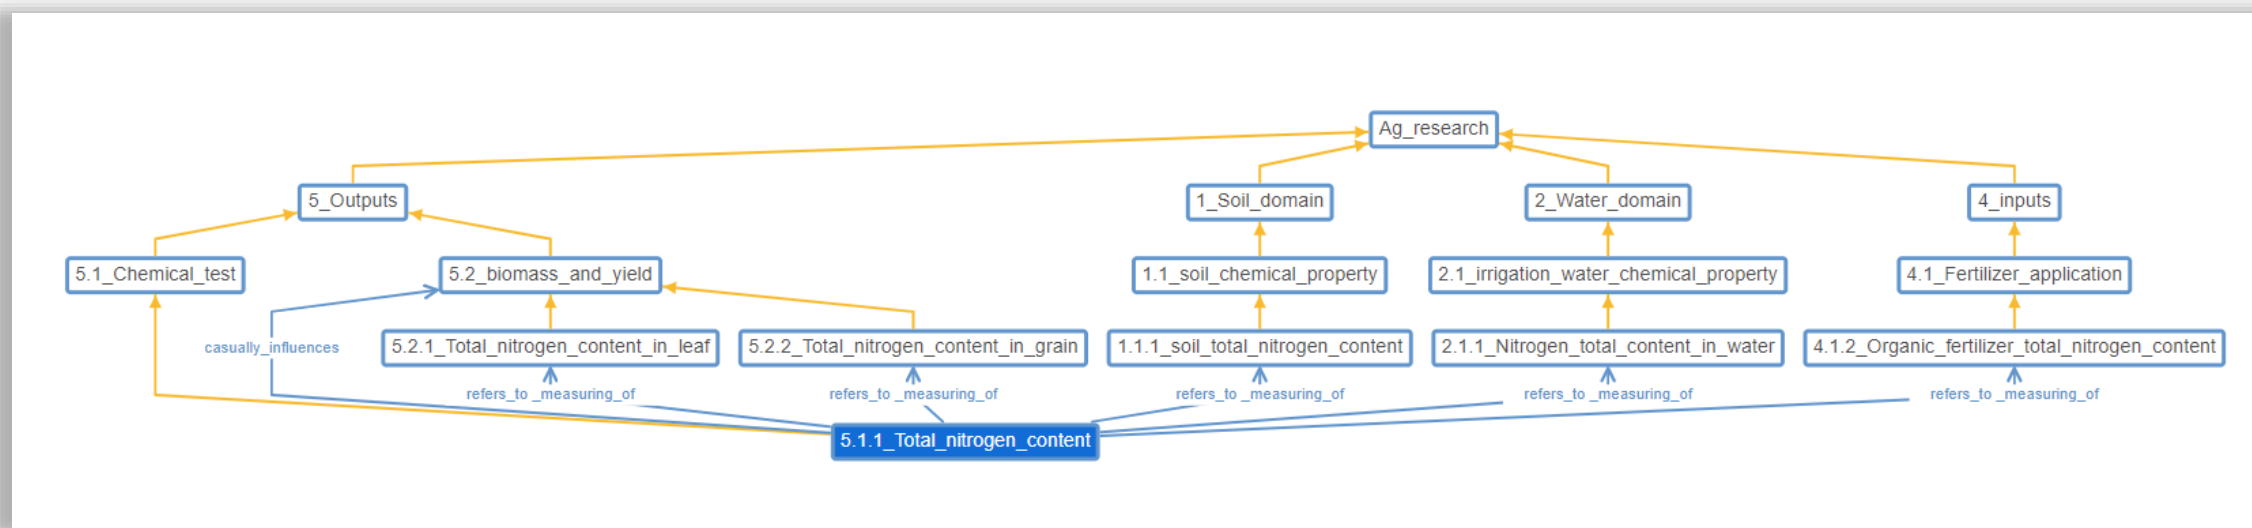 Ag_research
5_Outputs
1_Soil_domain
2_Water_domain
4_inputs
5.1_Chemical_test
5.2_biomass_and_yield
1.1_soil_chemical_property
2.1_irrigation_water_chemical_property
4.1_Fertilizer_application
casually_influences
5.2.1_Total_nitrogen_content_in_leaf
5.2.2_Total_nitrogen_content_in_grain
1.1.1_soil_total_nitrogen_content
2.1.1_Nitrogen_total_content_in_water
4.1.2_Organic_fertilizer_total_nitrogen_content
refers_to _measuring_of
refers_to _measuring_of
refers_to _measuring_of
refers_to _measuring_of
refers_to _measuring_of
5.1.1_Total_nitrogen_content